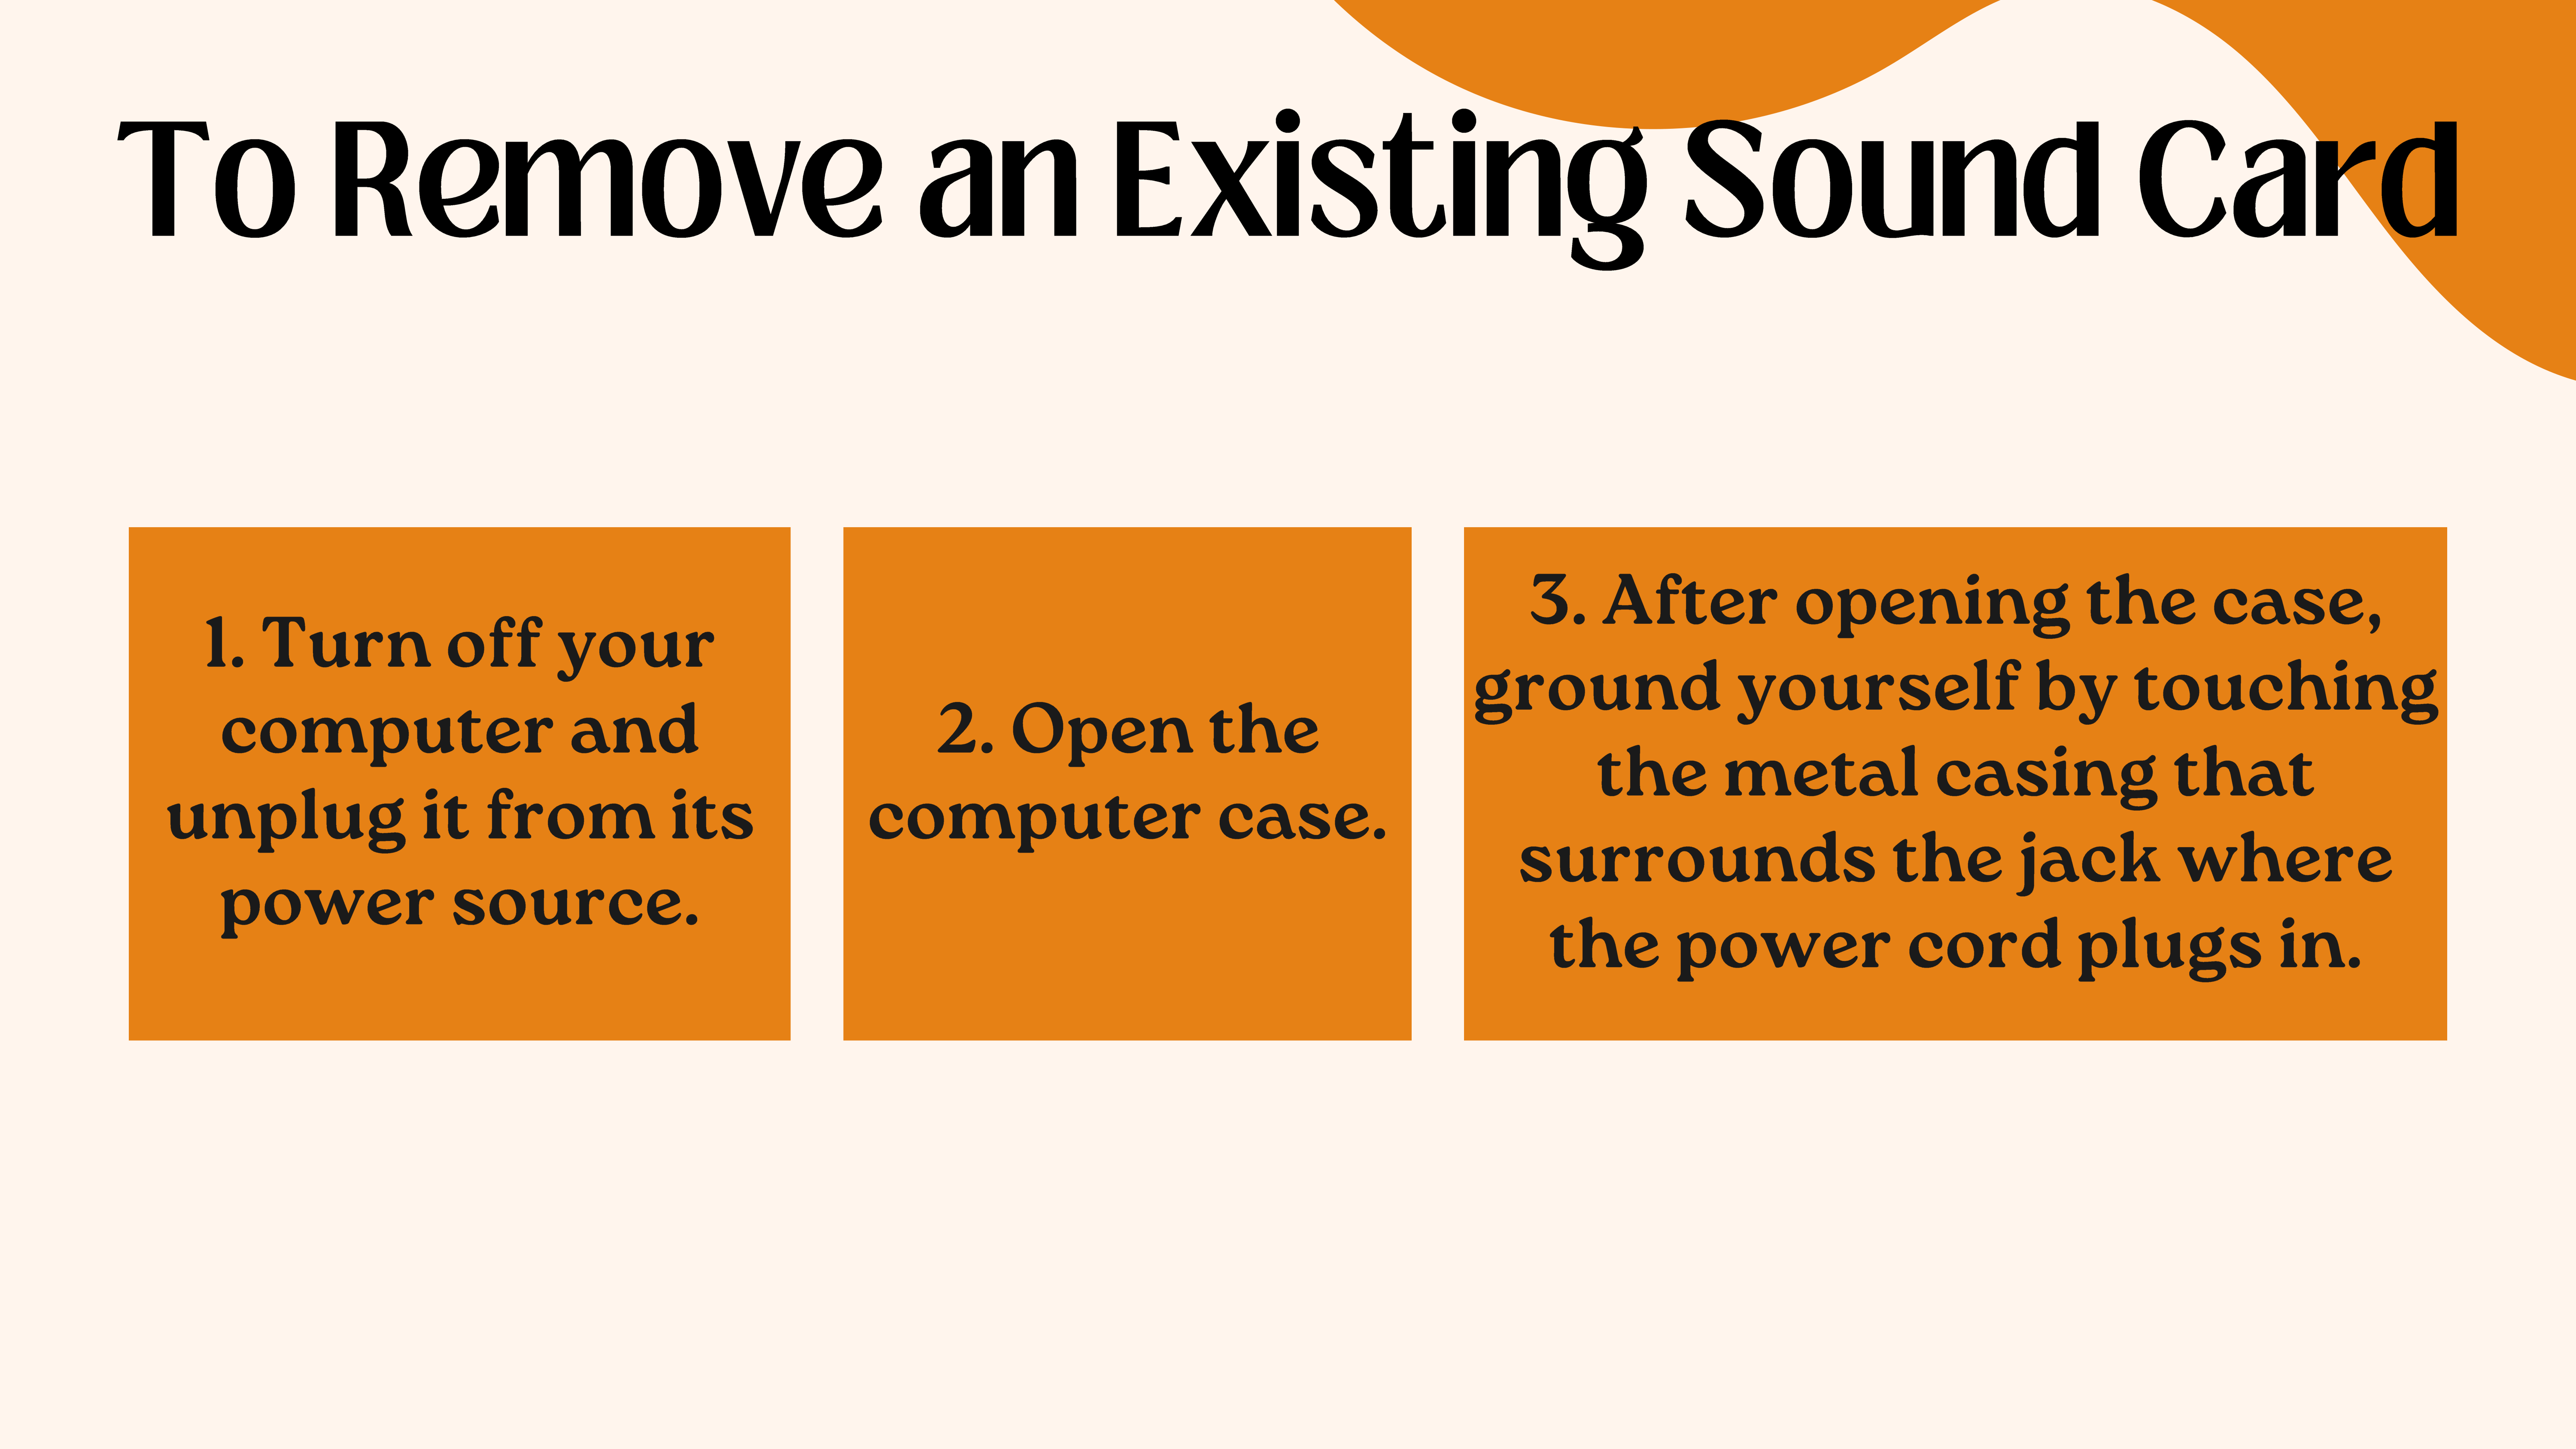 To Remove an Existing Sound Card
1. Turn off your
computer and
unplug it from its
power source.
2. Open the
computer case.
3. After opening the case,
ground yourself by touching
the metal casing that
surrounds the jack where
the power cord plugs in.